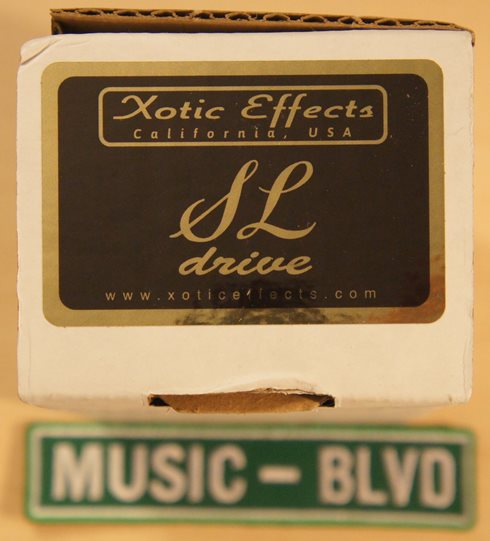 Xotic Effects
California, USA
SL
drive
www.xoticeffects.com
MUSIC - BLVD